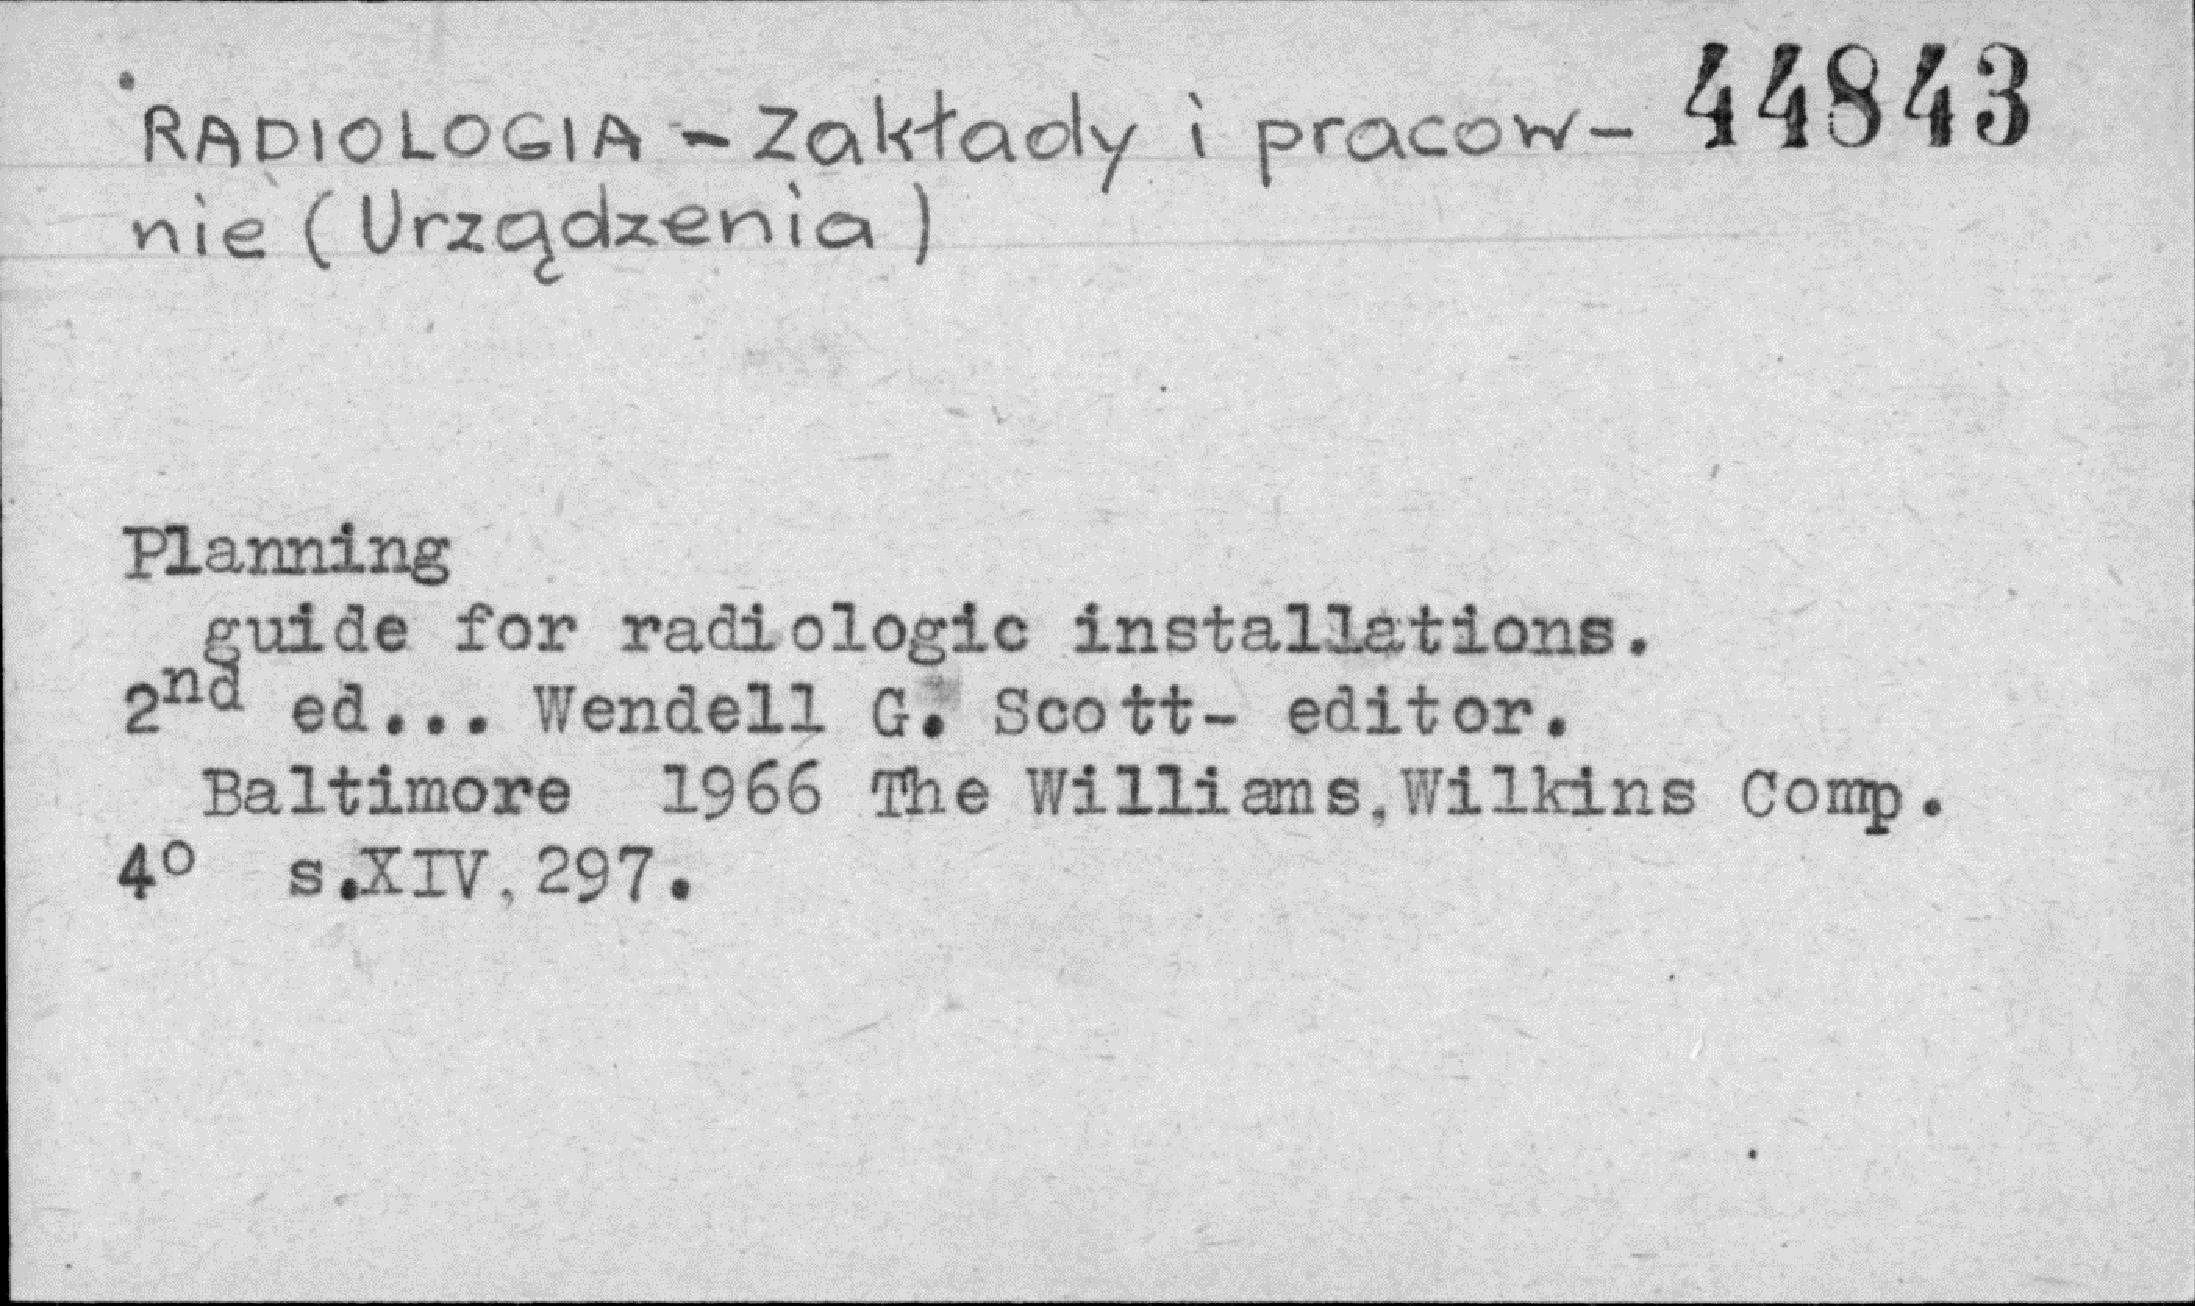 RADIOLOGIA - Zakłady i pracow- 44843
nie (Urządzenia)
Planning
guide for radiologic installations.
2nd ed... Wendell G. Scott- editor.
Baltimore 1966 The Williams,Wilkins Comp.
4o s.XIV,297.